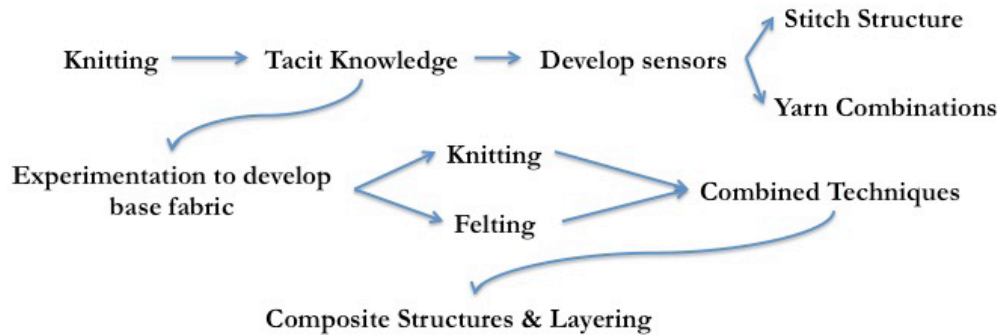 Stitch Structure
Knitting
Tacit Knowledge
Develop sensors
Yarn Combinations
Experimentation to develop
base fabric
Knitting
Felting
Combined Techniques
Composite Structures & Layering